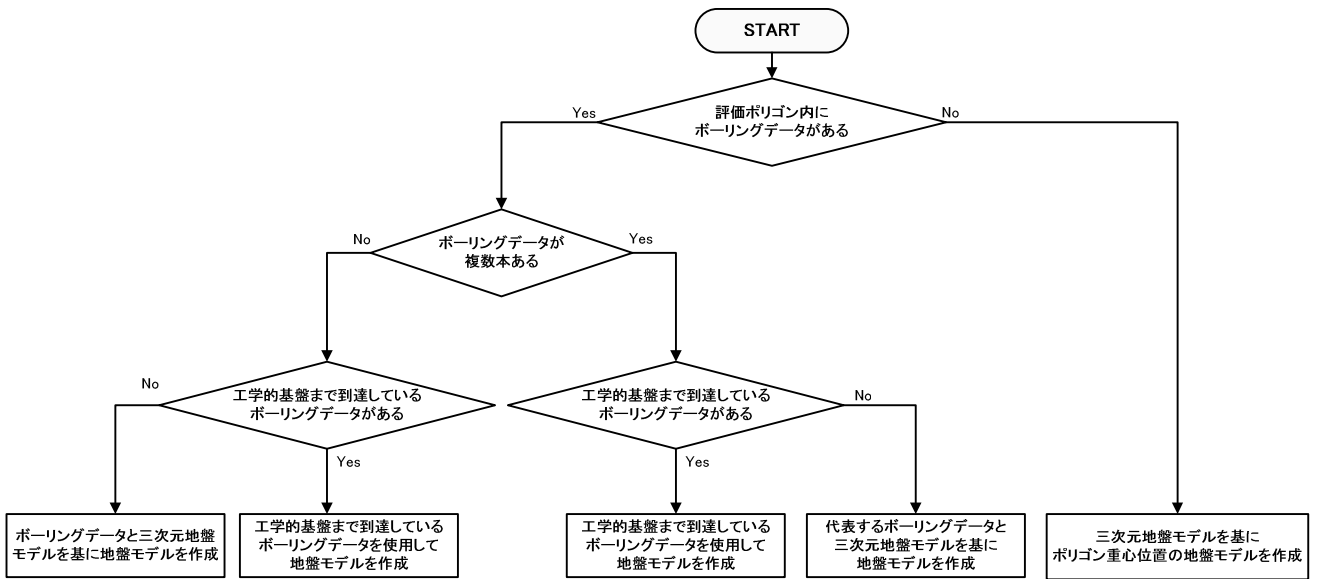 START
評価ポリゴン内に
ボーリングデータがある
Yes
No
ボーリングデータが
複数本ある
No
Yes
工学的基盤まで到達している
ボーリングデータがある
No
Yes
工学的基盤まで到達している
ボーリングデータがある
No
Yes
ボーリングデータと三次元地盤
モデルを基に地盤モデルを作成
工学的基盤まで到達している
ボーリングデータを使用して
地盤モデルを作成
工学的基盤まで到達している
ボーリングデータを使用して
地盤モデルを作成
代表するボーリングデータと
三次元地盤モデルを基に
地盤モデルを作成
三次元地盤モデルを基に
ポリゴン重心位置の地盤モデルを作成